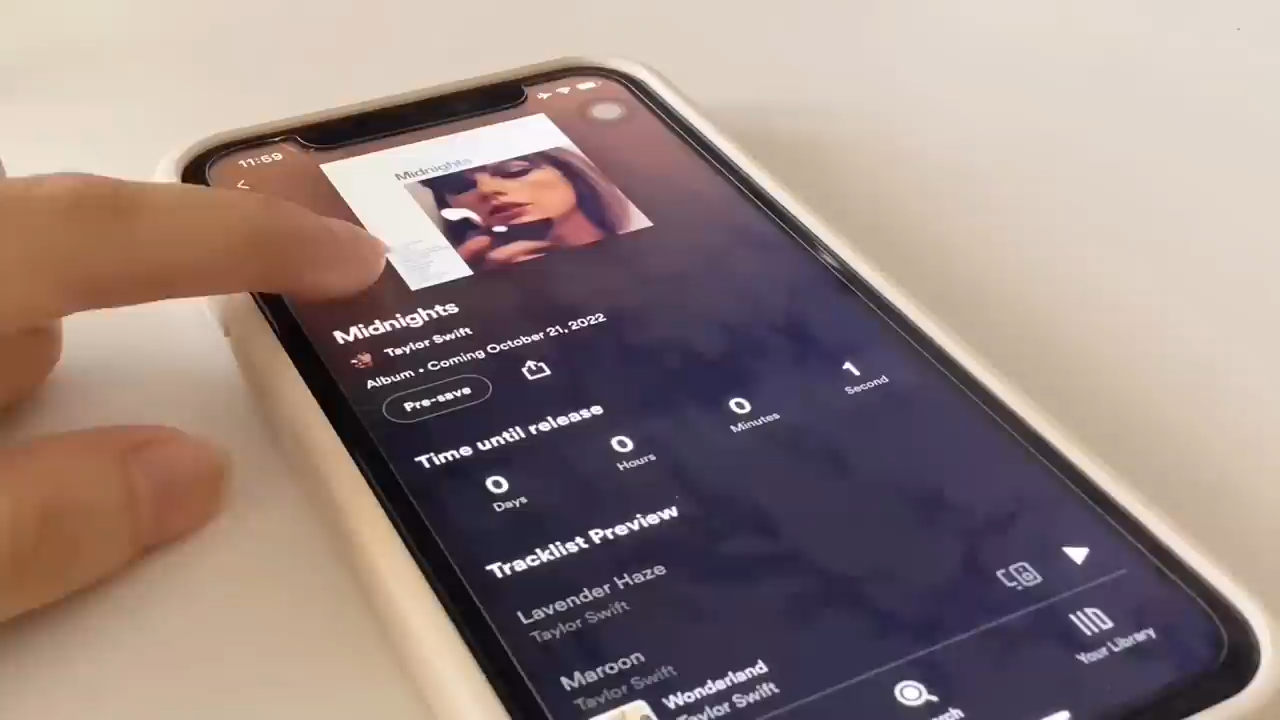 11:59
Midnights
Midnights
Taylor Swift
Album • Coming October 21, 2022
Pre-save
Time until release
0 Days
0 Hours
0 Minutes
1 Second
Tracklist Preview
Lavender Haze
Taylor Swift
Maroon
Taylor Swift
Wonderland
Taylor Swift
Your Library